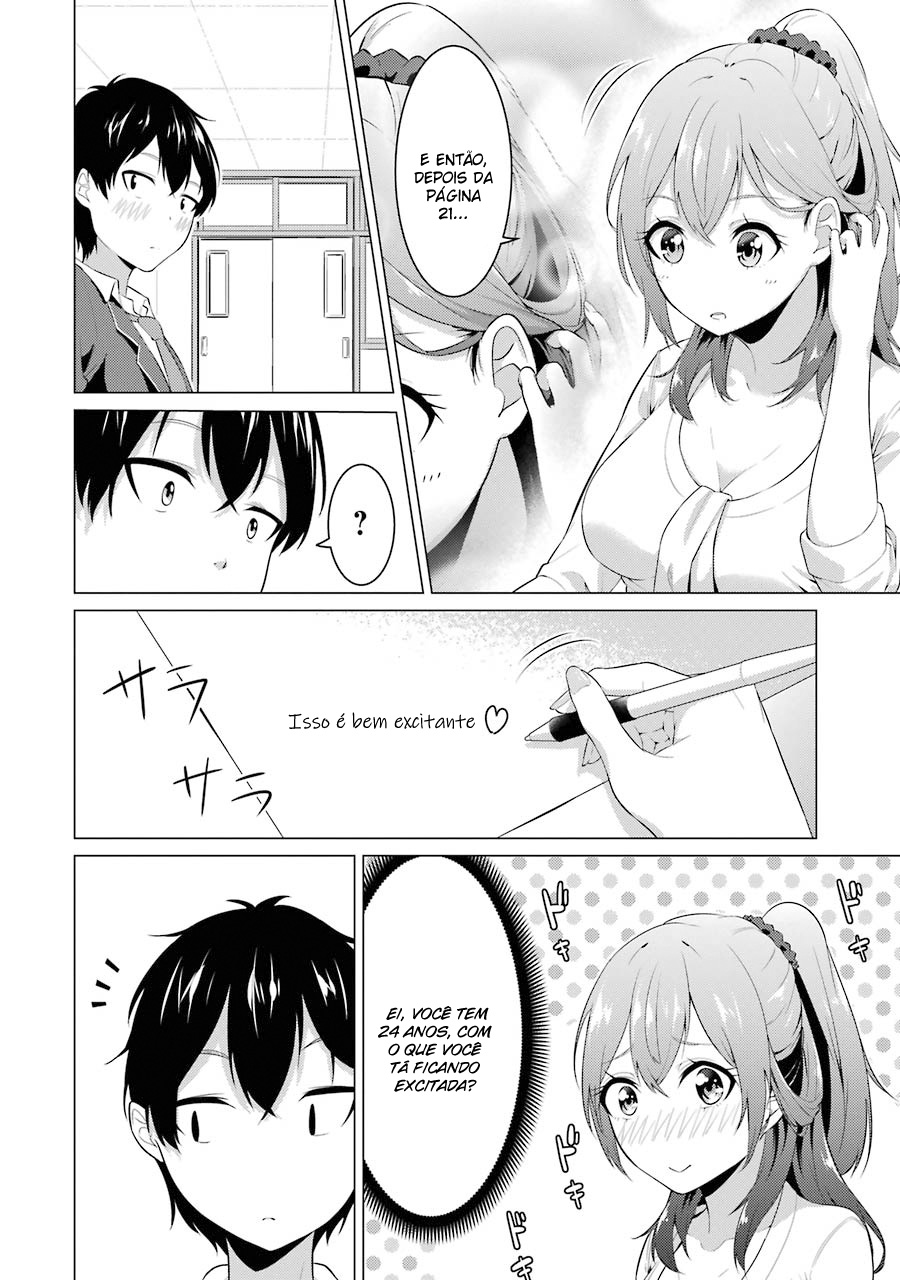 E ENTÃO,
DEPOIS DA
PÁGINA
21...
?
サラ
サラ
Isso é bem excitante ♡
ドキ
ドキ
EI, VOCÊ TEM
24 ANOS, COM
O QUE VOCÊ
TÁ FICANDO
EXCITADA?
ドキ
ドキ